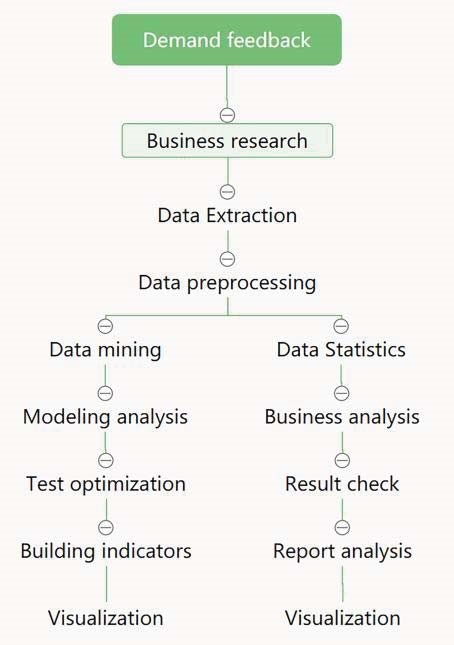 Demand feedback
Business research
Data Extraction
Data preprocessing
Data mining
Data Statistics
Modeling analysis
Business analysis
Test optimization
Result check
Building indicators
Report analysis
Visualization
Visualization